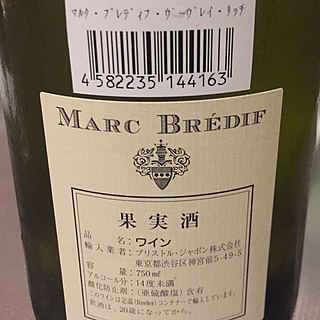 マルク・ブレディフ・ヴーヴレイ・リッチ
4 582235 144163
MARC BRÉDIF
果実酒
品名：ワイン
輸入業者：ブリストル・ジャポン株式会社
東京都渋谷区神宮前5-49-5
容量：750㎖
アルコール分：14度未満
酸化防止剤：（亜硫酸塩）含有
このワインは定温(Reefer)コンテナーで輸入しています。
飲酒は、20歳になってから。